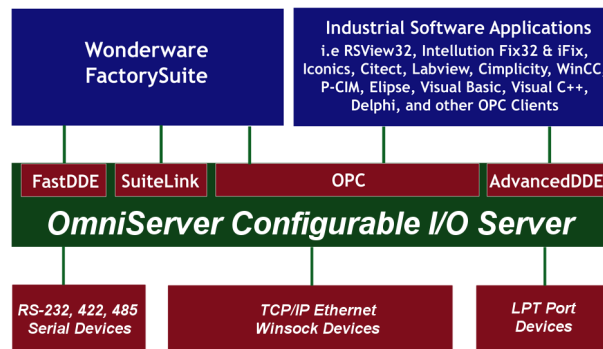 Wonderware
FactorySuite
Industrial Software Applications
i.e RSView32, Intellution Fix32 & iFix,
Iconics, Citect, Labview, Cimplicity, WinCC
P-CIM, Elipse, Visual Basic, Visual C++,
Delphi, and other OPC Clients
FastDDE
SuiteLink
OPC
AdvancedDDE
OmniServer Configurable I/O Server
RS-232, 422, 485
Serial Devices
TCP/IP Ethernet
Winsock Devices
LPT Port
Devices